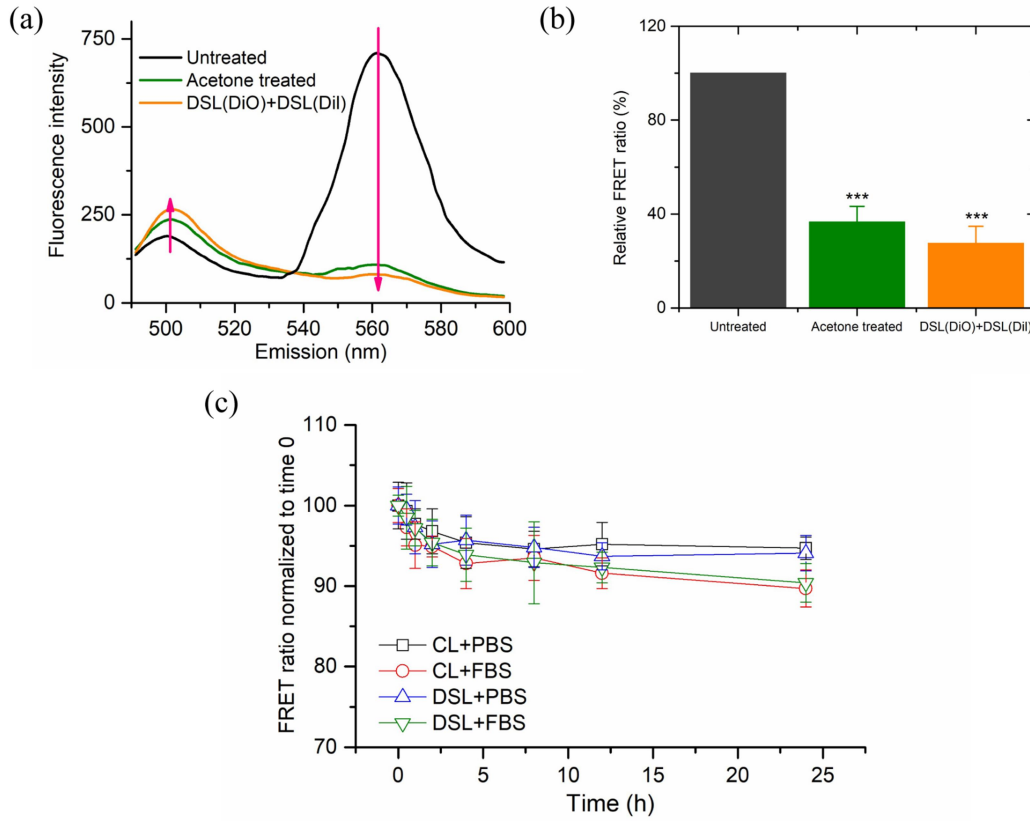 (a)
Fluorescence intensity
750
500
250
0
Untreated
Acetone treated
DSL(DiO)+DSL(DiI)
500 520 540 560 580 600
Emission (nm)
(b)
Relative FRET ratio (%)
120
80
40
0
***
***
Untreated Acetone treated DSL(DiO)+DSL(DiI)
(c)
FRET ratio normalized to time 0
110
100
90
80
70
CL+PBS
CL+FBS
DSL+PBS
DSL+FBS
0 5 10 15 20 25
Time (h)